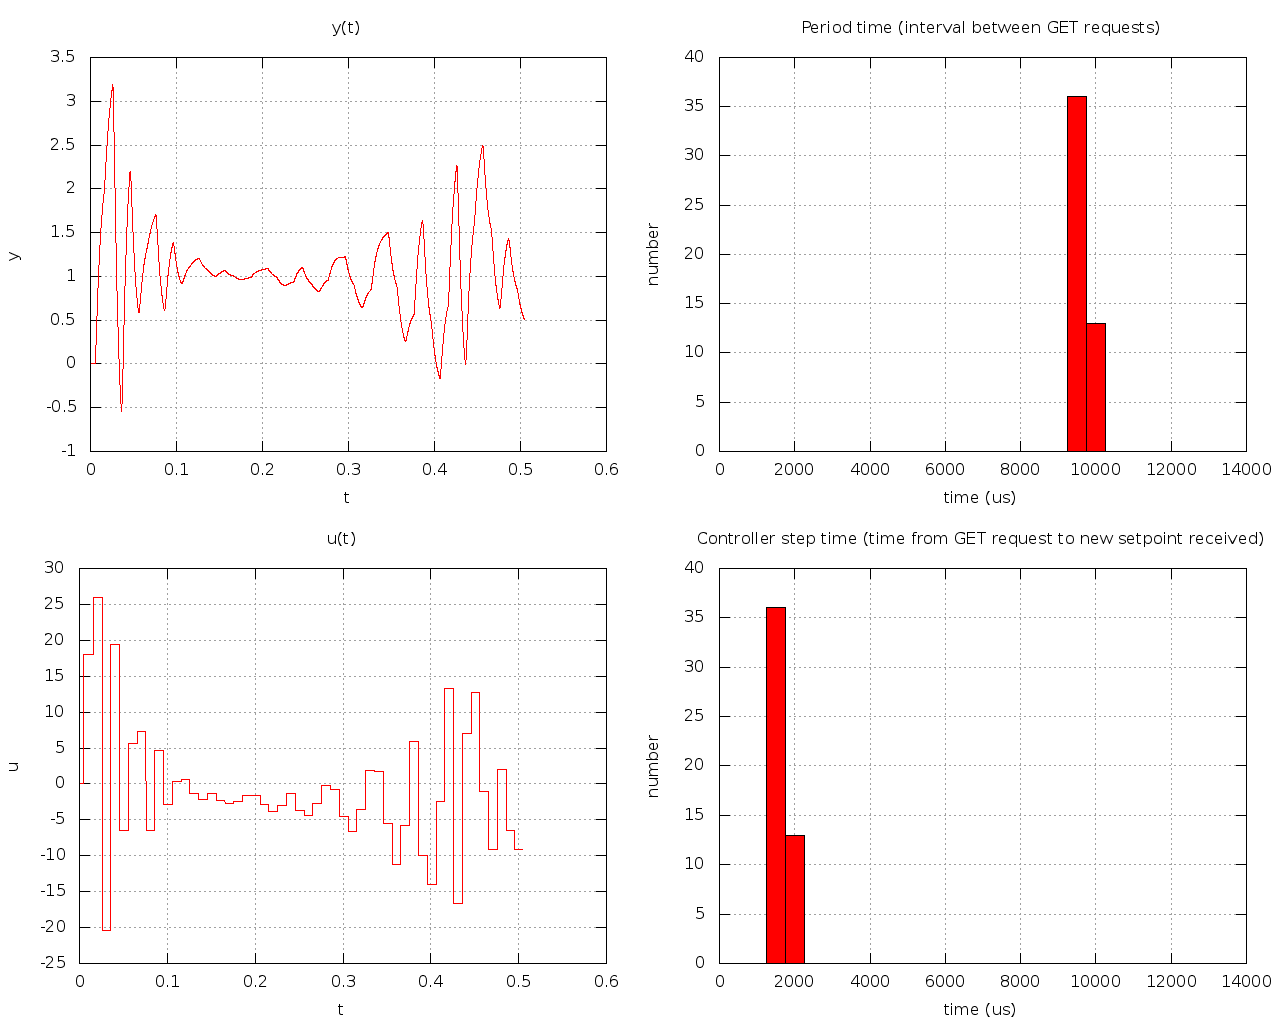 y(t)
3.5
3
2.5
2
1.5
1
0.5
0
-0.5
-1
y
0 0.1 0.2 0.3 0.4 0.5 0.6
t
Period time (interval between GET requests)
40
35
30
25
20
15
10
5
0
number
0 2000 4000 6000 8000 10000 12000 14000
time (us)
u(t)
30
25
20
15
10
5
0
-5
-10
-15
-20
-25
u
0 0.1 0.2 0.3 0.4 0.5 0.6
t
Controller step time (time from GET request to new setpoint received)
40
35
30
25
20
15
10
5
0
number
0 2000 4000 6000 8000 10000 12000 14000
time (us)